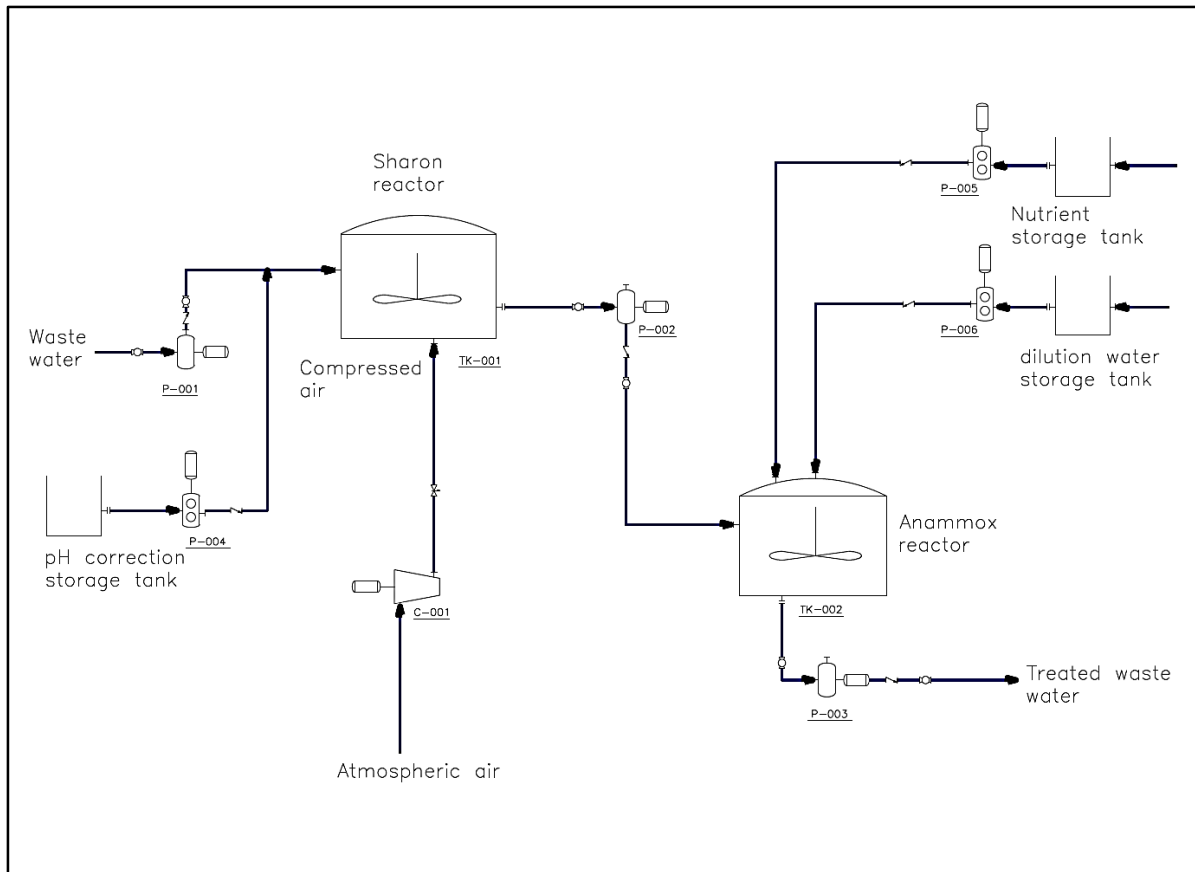 Sharon
reactor
P-005
Nutrient
storage tank
Waste
water
P-001
Compressed
air
TK-001
P-002
P-006
dilution water
storage tank
P-004
pH correction
storage tank
C-001
Anammox
reactor
TK-002
Treated waste
water
P-003
Atmospheric air